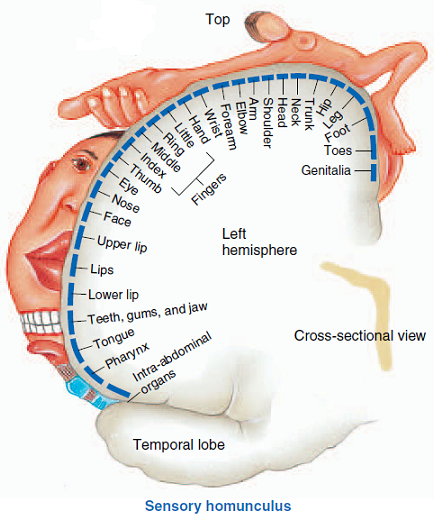 Top
Genitalia
Toes
Foot
Leg
Hip
Trunk
Neck
Head
Shoulder
Arm
Elbow
Forearm
Wrist
Hand
Little
Ring
Middle
Index
Thumb
Fingers
Eye
Nose
Face
Upper lip
Lips
Lower lip
Teeth, gums, and jaw
Tongue
Pharynx
Intra-abdominal
organs
Left
hemisphere
Cross-sectional view
Temporal lobe
Sensory homunculus